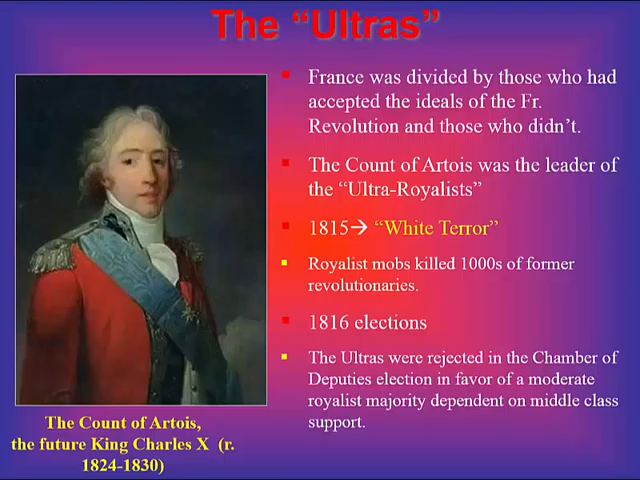 The “Ultras”
France was divided by those who had
accepted the ideals of the Fr.
Revolution and those who didn’t.
The Count of Artois was the leader of
the “Ultra-Royalists”
1815→ “White Terror”
Royalist mobs killed 1000s of former
revolutionaries.
1816 elections
The Ultras were rejected in the Chamber of
Deputies election in favor of a moderate
royalist majority dependent on middle class
support.
The Count of Artois,
the future King Charles X (r.
1824-1830)